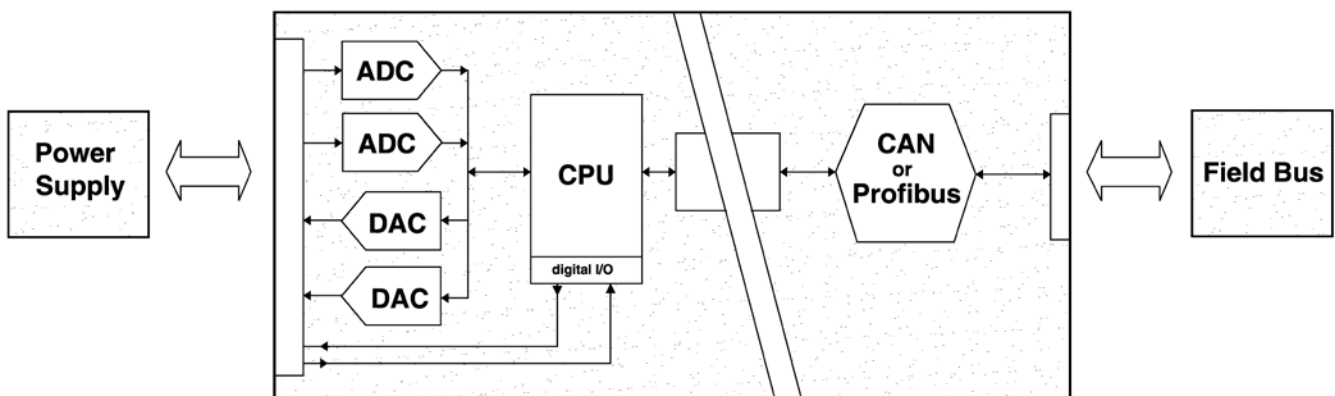 Power
Supply
ADC
ADC
DAC
DAC
CPU
digital I/O
CAN
or
Profibus
Field Bus